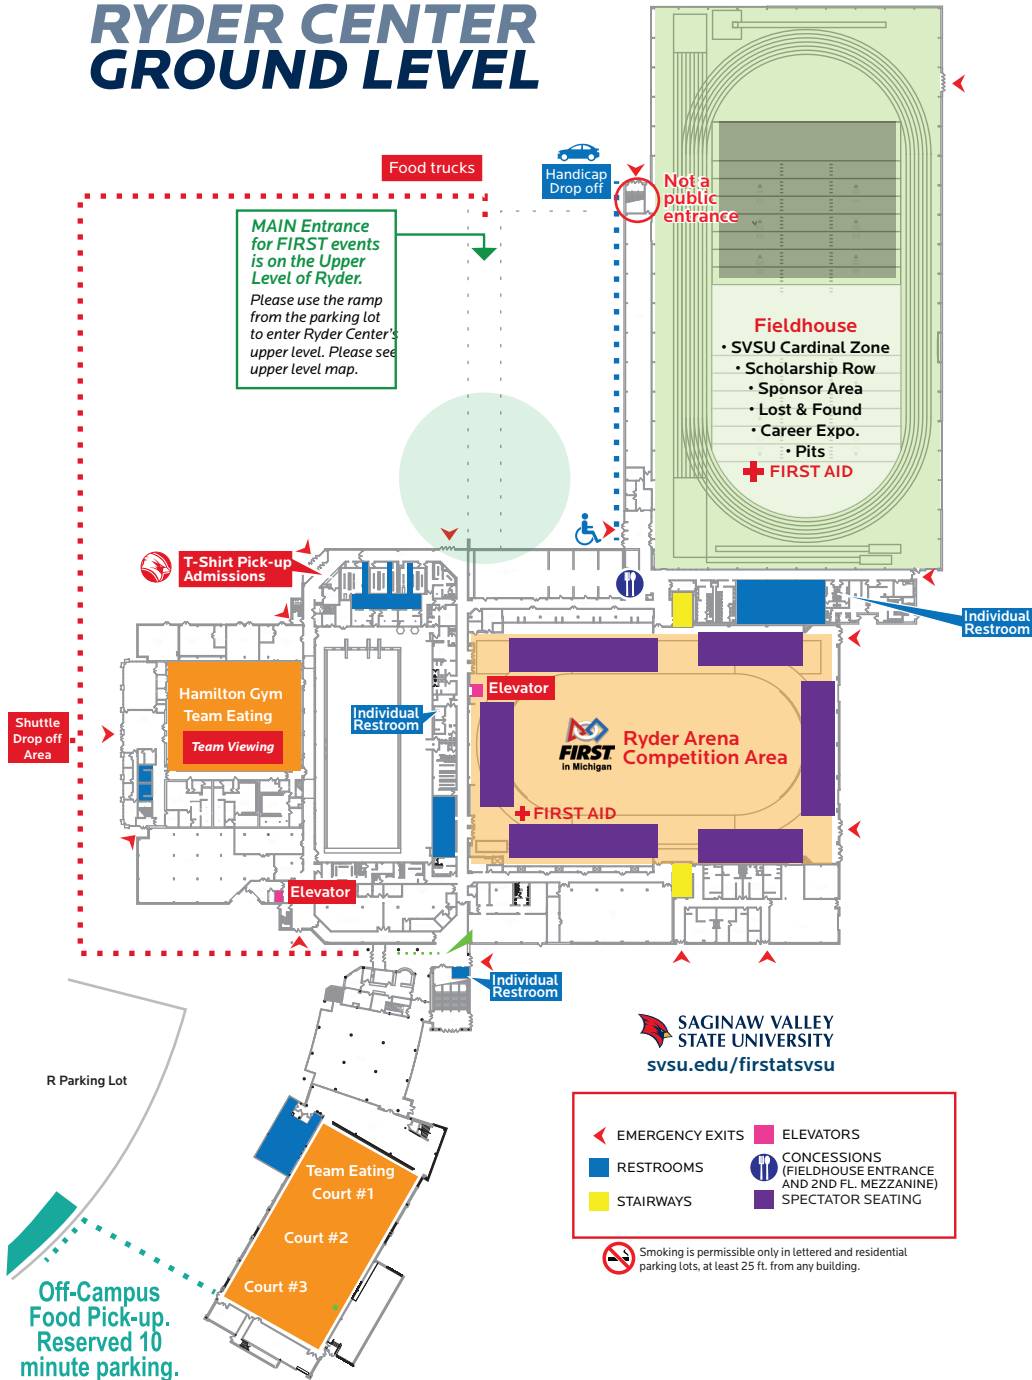 RYDER CENTER
GROUND LEVEL
Food trucks
Handicap
Drop off
Not a
public
entrance
MAIN Entrance
for FIRST events
is on the Upper
Level of Ryder.
Please use the ramp
from the parking lot
to enter Ryder Center's
upper level. Please see
upper level map.
Fieldhouse
• SVSU Cardinal Zone
• Scholarship Row
• Sponsor Area
• Lost & Found
• Career Expo.
• Pits
FIRST AID
T-Shirt Pick-up
Admissions
Individual
Restroom
Hamilton Gym
Team Eating
Team Viewing
Shuttle
Drop off
Area
Individual
Restroom
Elevator
FIRST
in Michigan
Ryder Arena
Competition Area
FIRST AID
Elevator
Individual
Restroom
SAGINAW VALLEY
STATE UNIVERSITY
svsu.edu/firstatsvsu
R Parking Lot
EMERGENCY EXITS
RESTROOMS
STAIRWAYS
ELEVATORS
CONCESSIONS
(FIELDHOUSE ENTRANCE
AND 2ND FL. MEZZANINE)
SPECTATOR SEATING
Smoking is permissible only in lettered and residential
parking lots, at least 25 ft. from any building.
Team Eating
Court #1
Court #2
Court #3
Off-Campus
Food Pick-up.
Reserved 10
minute parking.